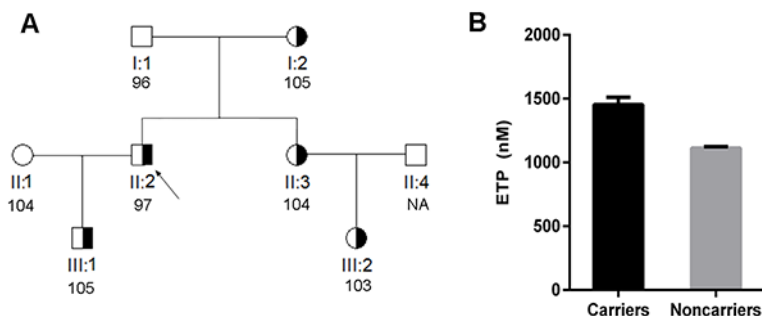 A
I:1
96
I:2
105
II:1
104
II:2
97
II:3
104
II:4
NA
III:1
105
III:2
103
B
ETP (nM)
2000
1500
1000
500
0
Carriers
Noncarriers